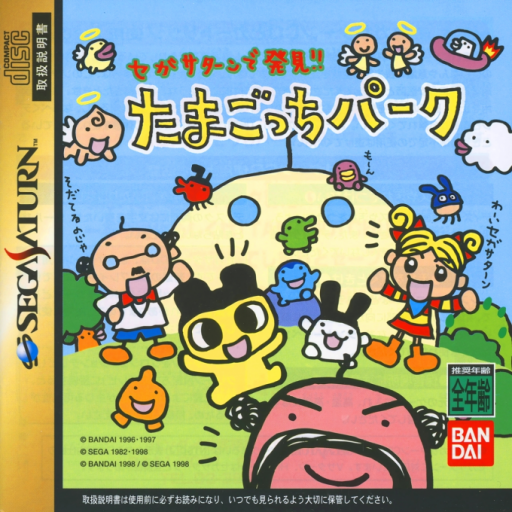 COMPACT
disc
取扱説明書
SEGA SATURN™
セガサターンで発見!!
たまごっちパーク
そだてるのじゃ
も〜ん
わーいセガサターン
推奨年齢
全年齢
BAN
DAI
© BANDAI 1996-1997
© SEGA 1982-1998
© BANDAI 1998 / © SEGA 1998
取扱説明書は使用前に必ずお読みになり、いつでも見られるよう大切に保管してください。